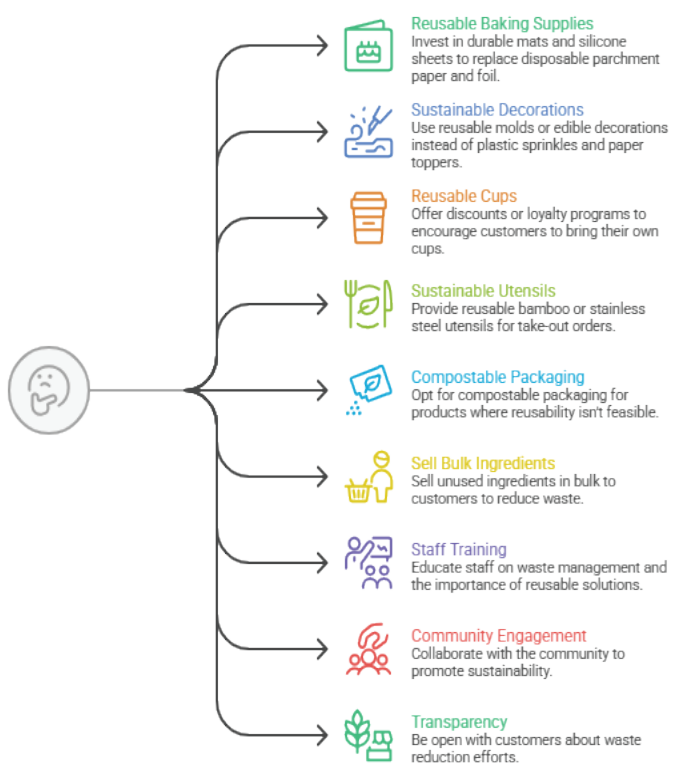 Reusable Baking Supplies
Invest in durable mats and silicone
sheets to replace disposable parchment
paper and foil.
Sustainable Decorations
Use reusable molds or edible decorations
instead of plastic sprinkles and paper
toppers.
Reusable Cups
Offer discounts or loyalty programs to
encourage customers to bring their own
cups.
Sustainable Utensils
Provide reusable bamboo or stainless
steel utensils for take-out orders.
Compostable Packaging
Opt for compostable packaging for
products where reusability isn't feasible.
Sell Bulk Ingredients
Sell unused ingredients in bulk to
customers to reduce waste.
Staff Training
Educate staff on waste management and
the importance of reusable solutions.
Community Engagement
Collaborate with the community to
promote sustainability.
Transparency
Be open with customers about waste
reduction efforts.